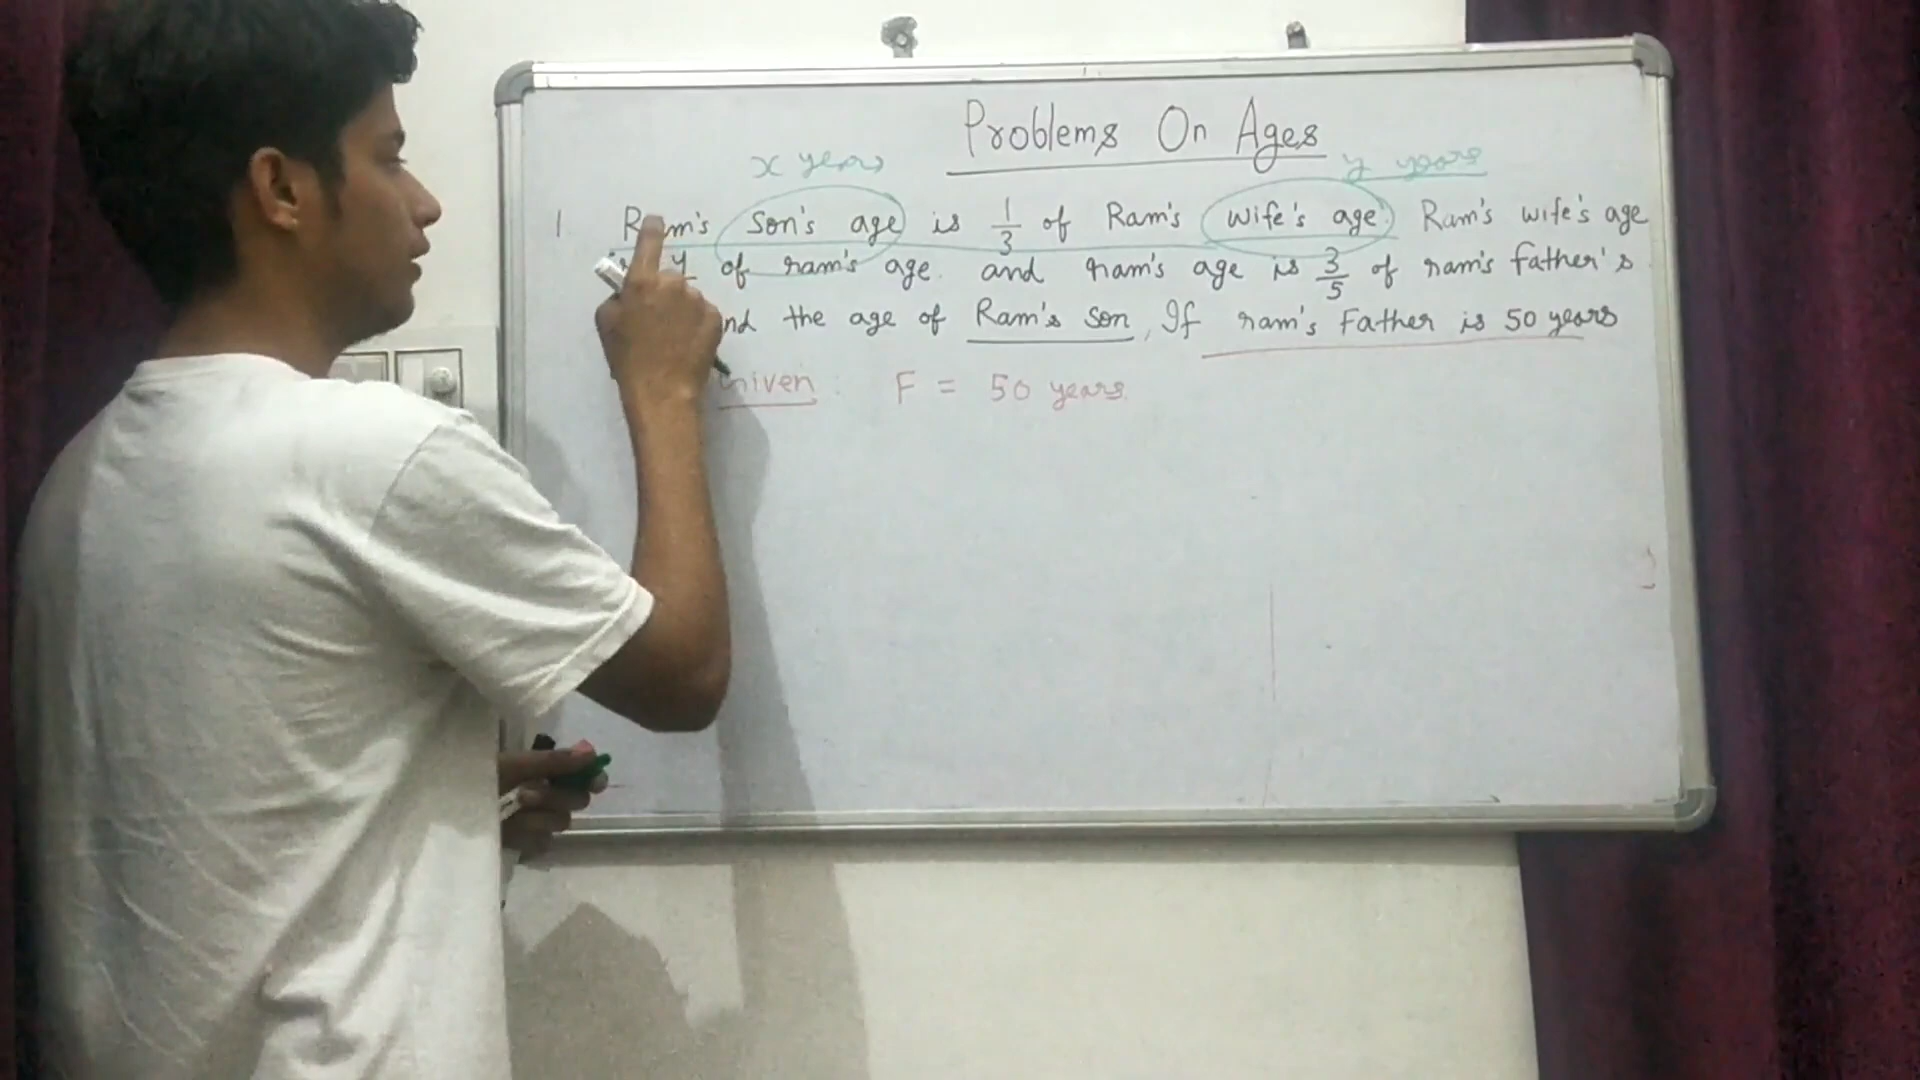 Problems On Ages
x years
y years
1 Ram's Son's age is 1/3 of Ram's wife's age. Ram's wife's age
of ram's age. and ram's age is 3/5 of ram's father's
the age of Ram's son, If ram's Father is 50 years
Given : F = 50 years.